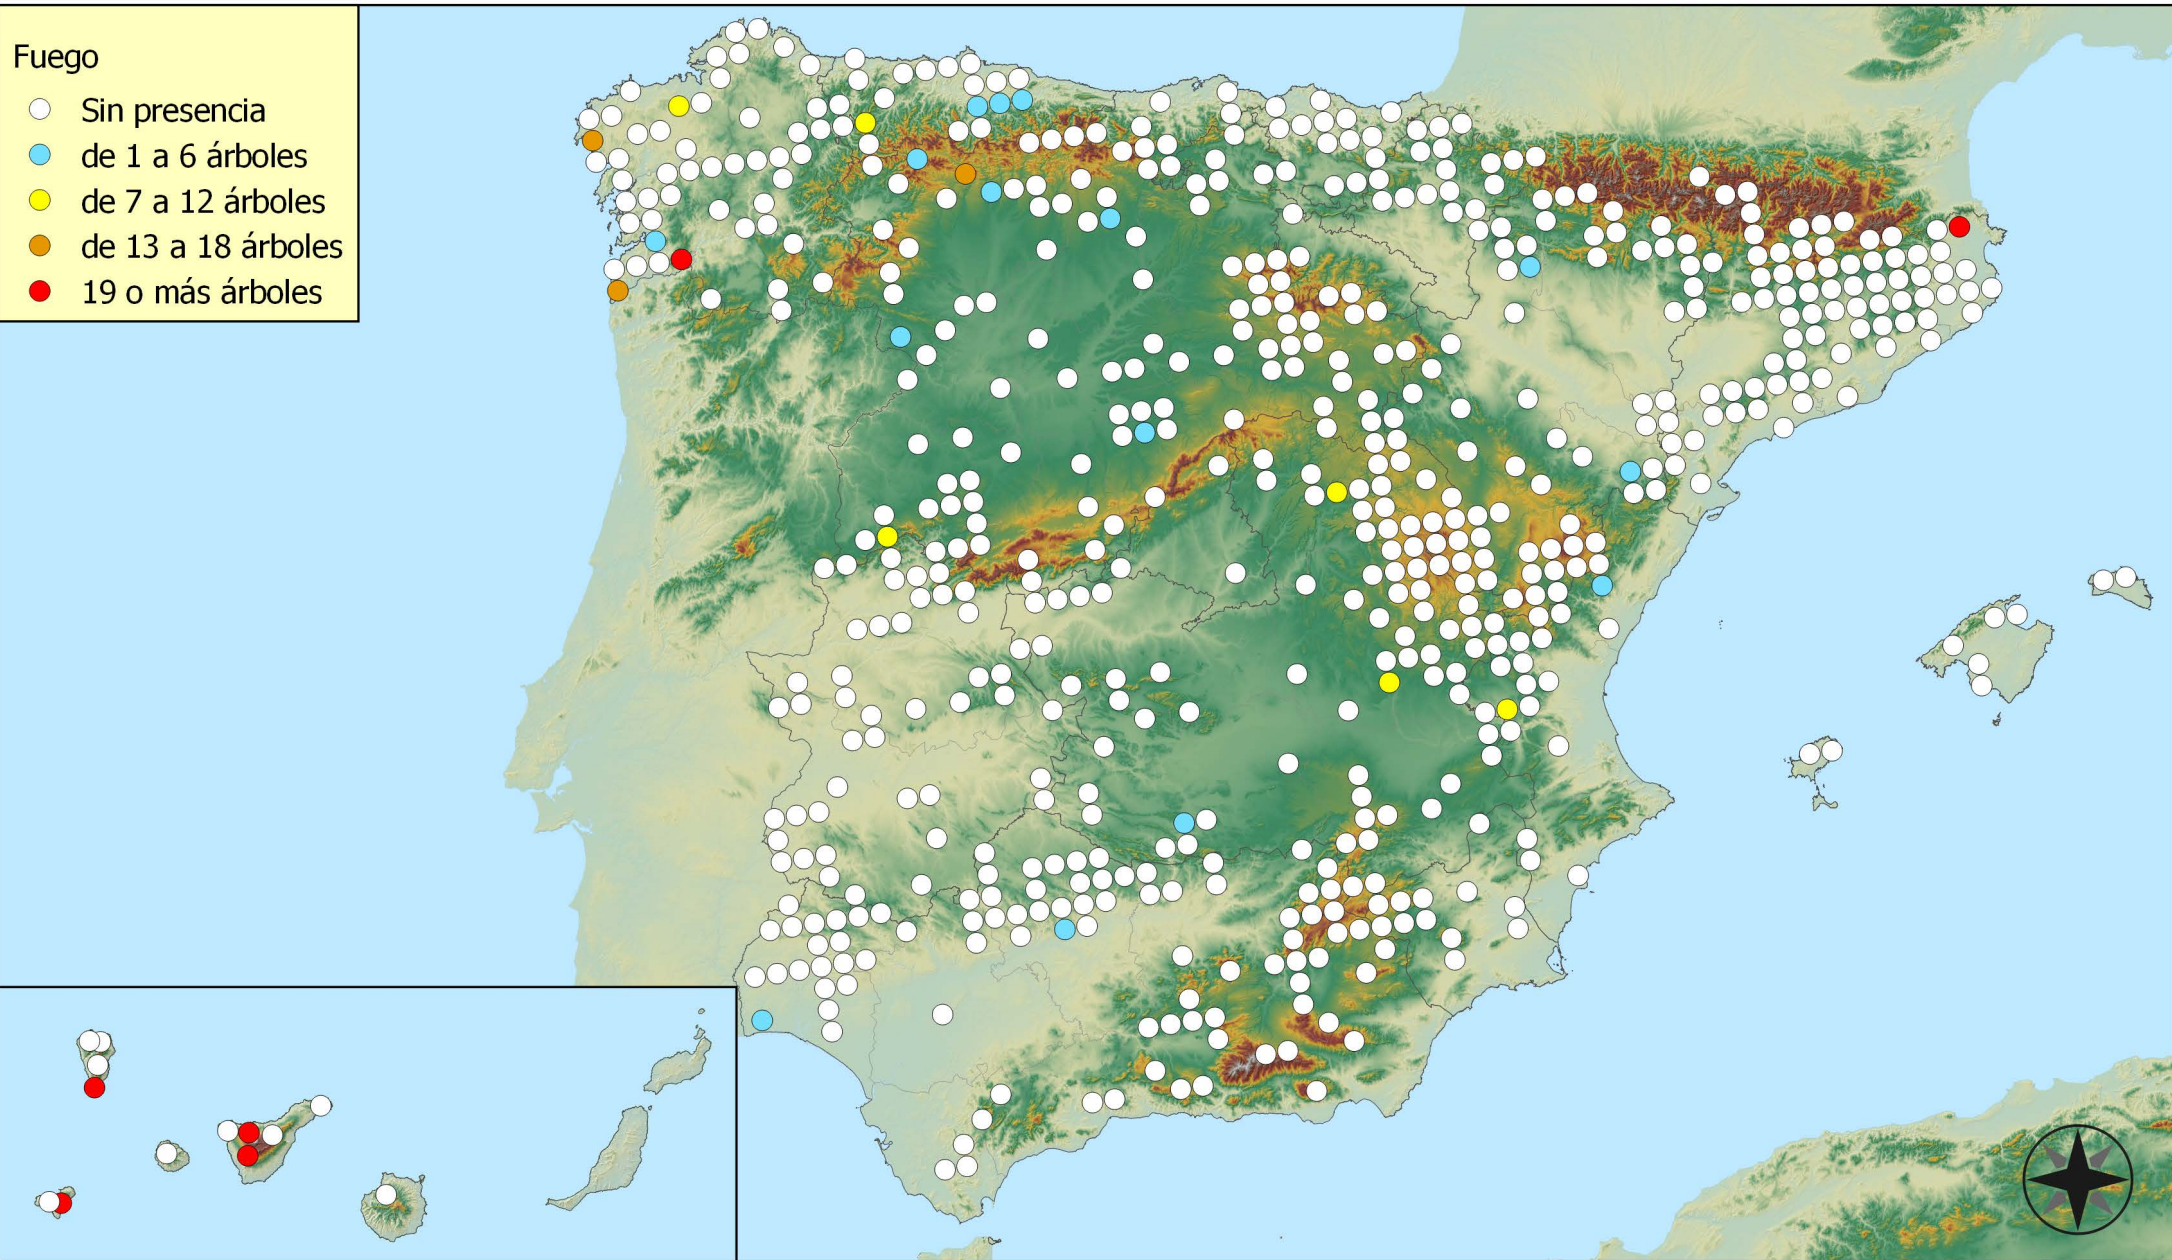 Fuego
Sin presencia
de 1 a 6 árboles
de 7 a 12 árboles
de 13 a 18 árboles
19 o más árboles